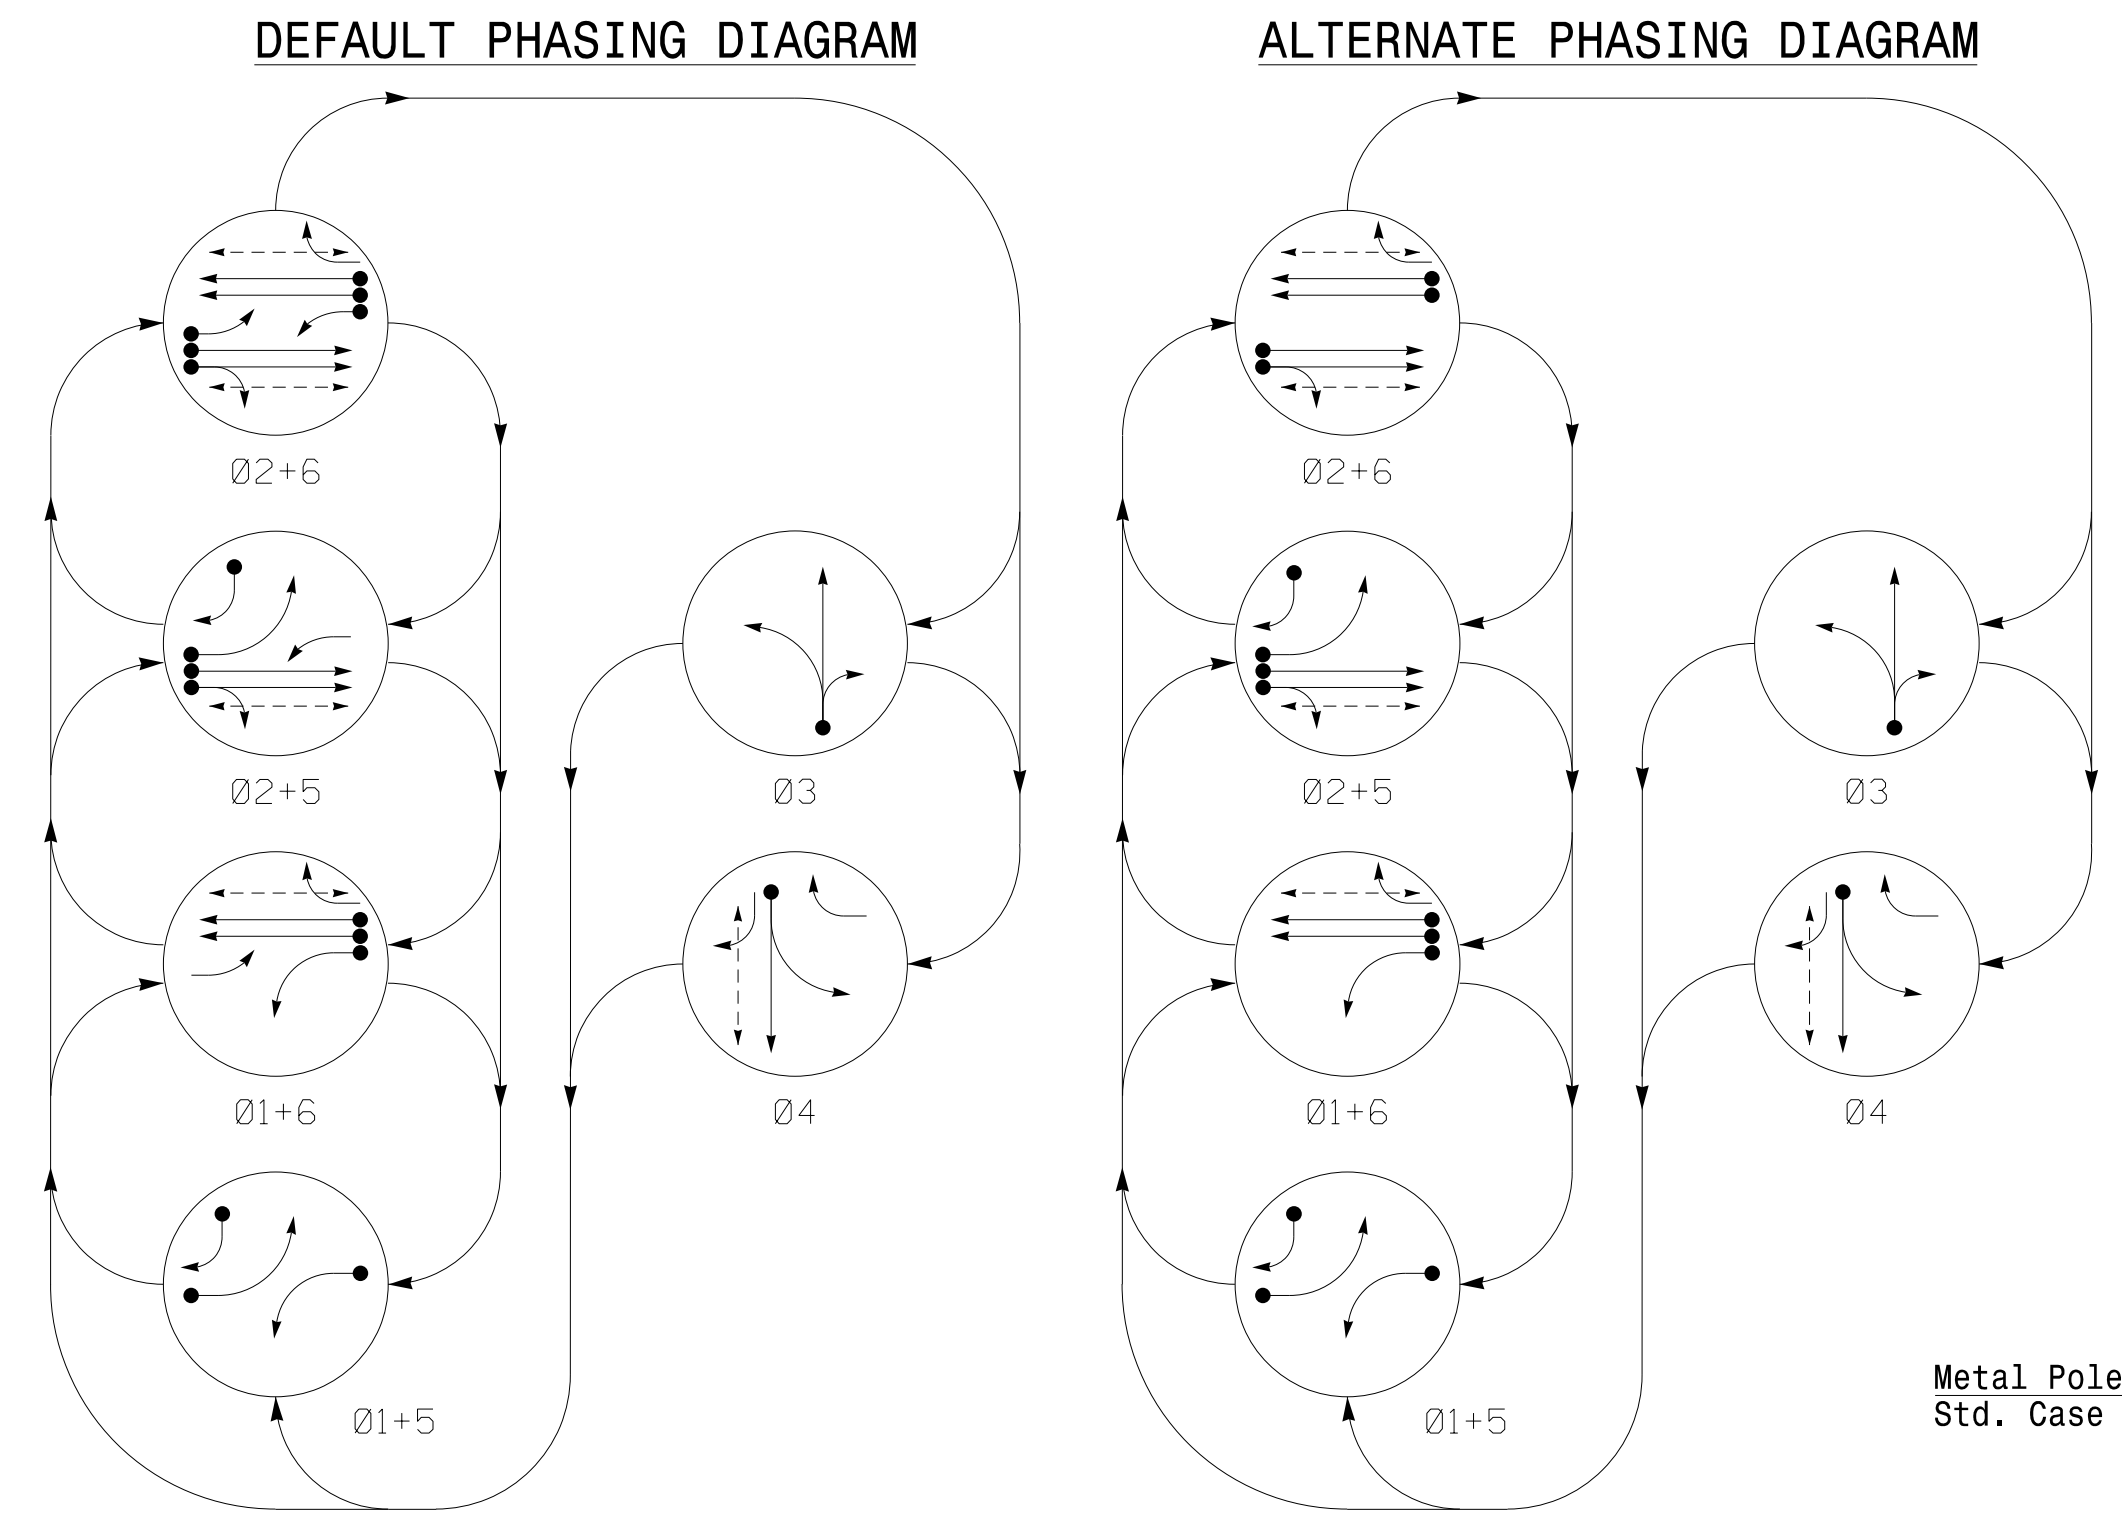 DEFAULT PHASING DIAGRAM
ALTERNATE PHASING DIAGRAM
Ø2+6
Ø2+6
Ø2+5
Ø3
Ø2+5
Ø3
Ø1+6
Ø4
Ø1+6
Ø4
Ø1+5
Ø1+5
Metal Pole
Std. Case